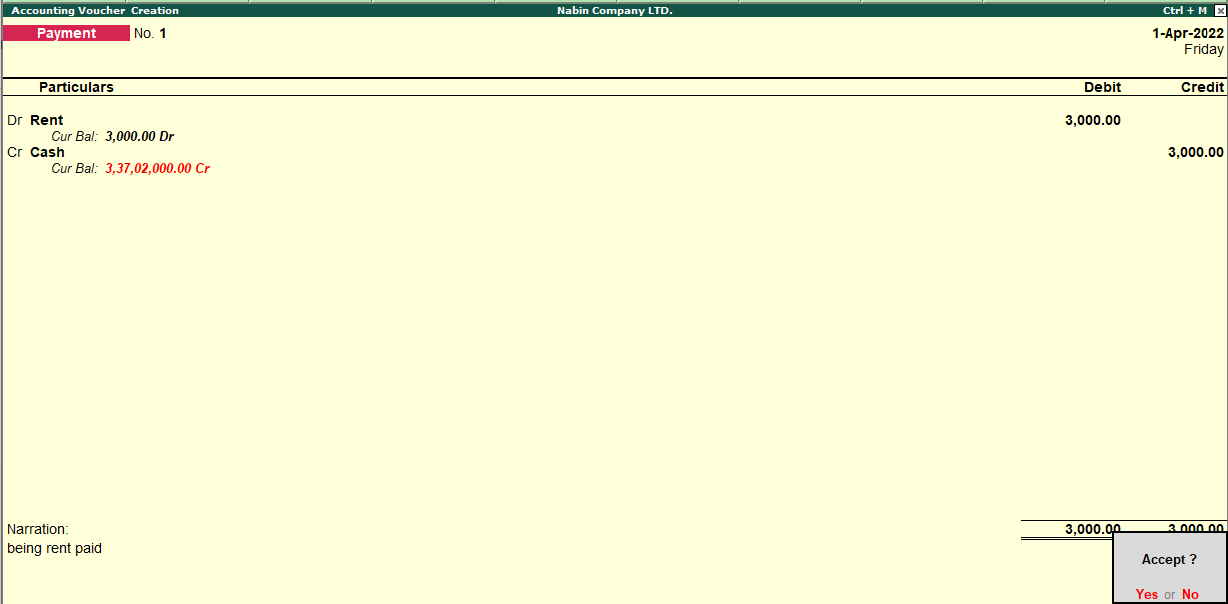 Accounting Voucher Creation Nabin Company LTD. Ctrl + M
Payment No. 1 1-Apr-2022
Friday
Particulars Debit Credit
Dr Rent 3,000.00
Cur Bal: 3,000.00 Dr
Cr Cash 3,000.00
Cur Bal: 3,37,02,000.00 Cr
Narration: 3,000.00 3,000.00
being rent paid
Accept ?
Yes or No